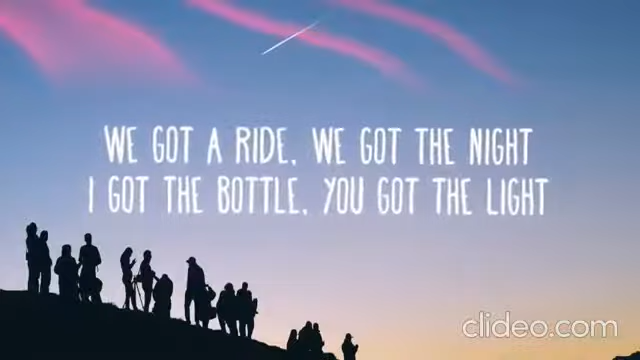 WE GOT A RIDE, WE GOT THE NIGHT
I GOT THE BOTTLE, YOU GOT THE LIGHT
clideo.com